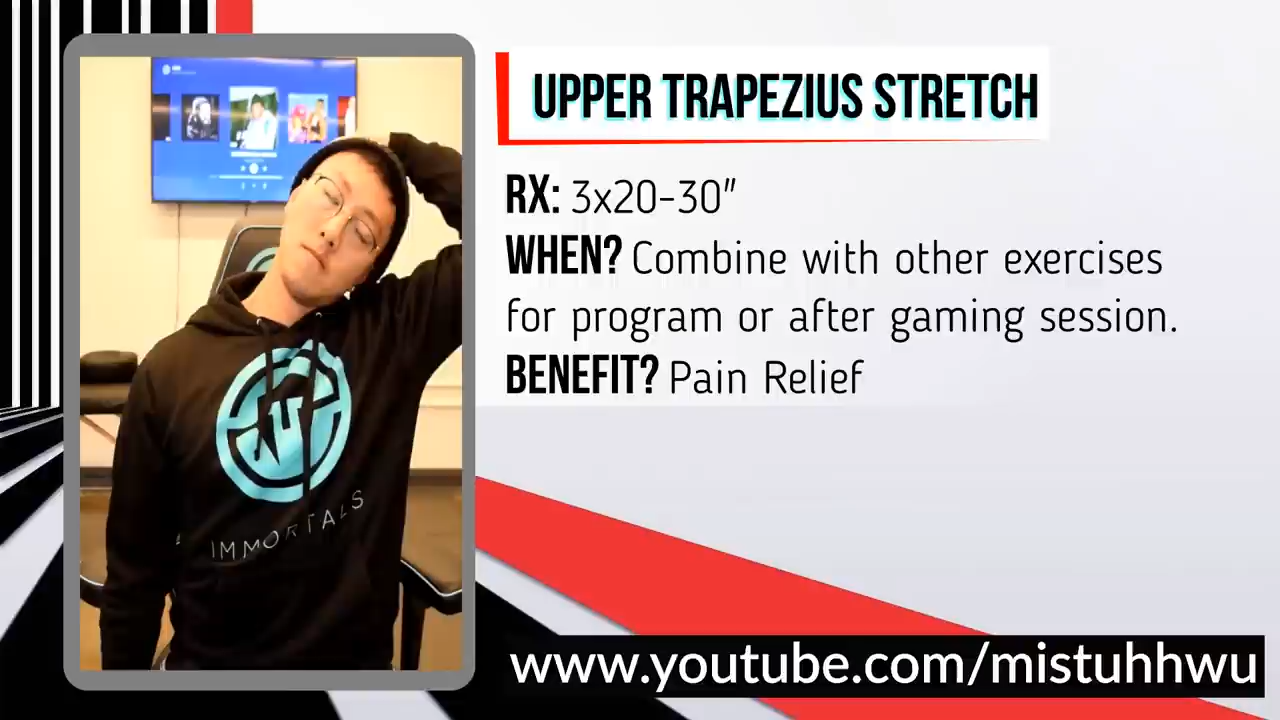 UPPER TRAPEZIUS STRETCH
RX: 3x20-30"
WHEN? Combine with other exercises
for program or after gaming session.
BENEFIT? Pain Relief
IMMORTALS
www.youtube.com/mistuhhwu